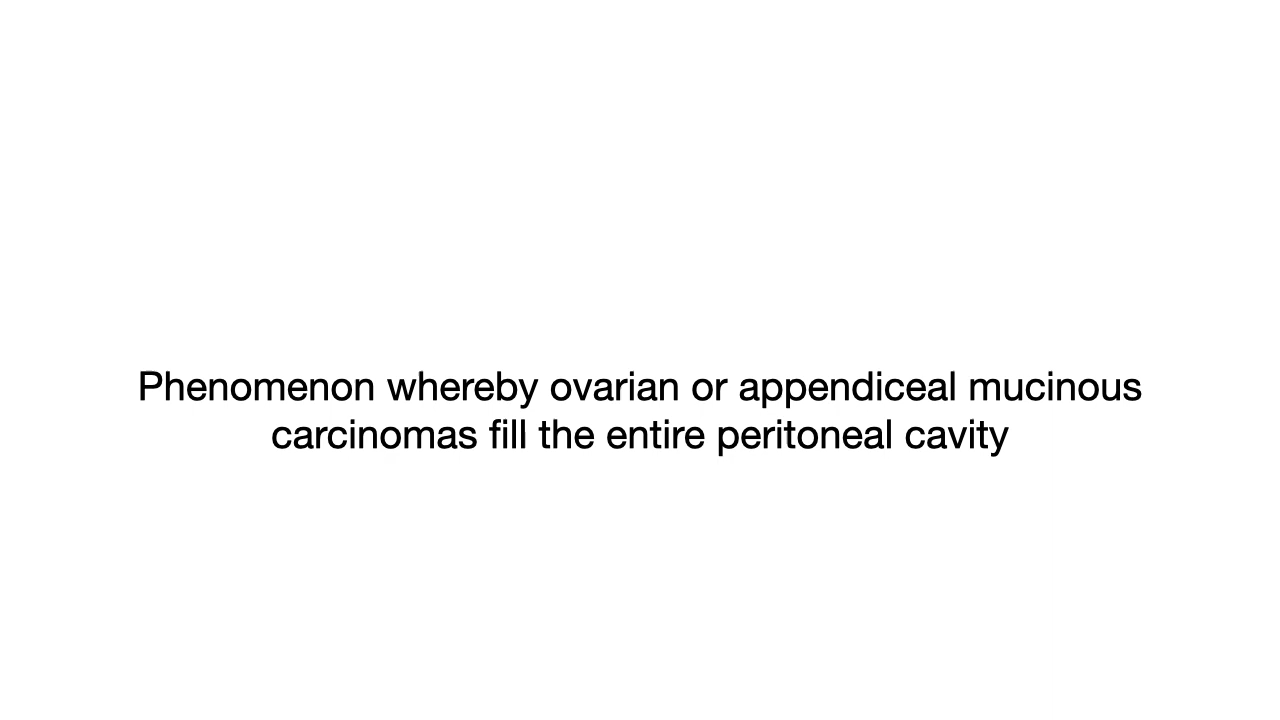 Phenomenon whereby ovarian or appendiceal mucinous
carcinomas fill the entire peritoneal cavity